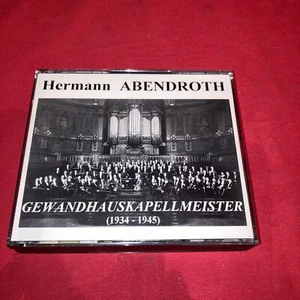 Hermann ABENDROTH
GEWANDHAUSKAPELLMEISTER
(1934 - 1945)